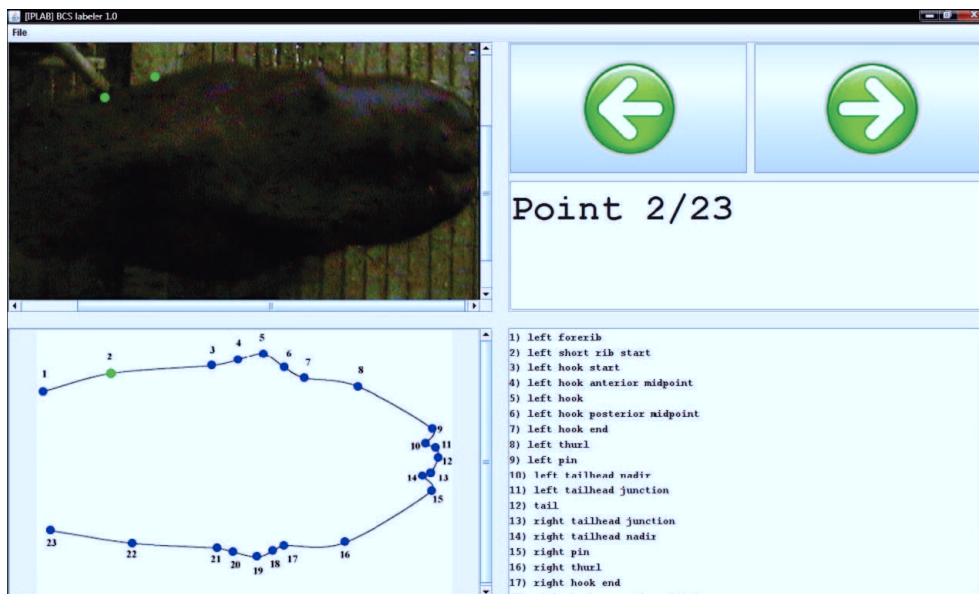 [IPLAB] BCS labeler 1.0
File
Point 2/23
1
2
3
4
5
6
7
8
9
10
11
12
13
14
15
16
17
18
19
20
21
22
23
1) left forerib
2) left short rib start
3) left hook start
4) left hook anterior midpoint
5) left hook
6) left hook posterior midpoint
7) left hook end
8) left thurl
9) left pin
10) left tailhead nadir
11) left tailhead junction
12) tail
13) right tailhead junction
14) right tailhead nadir
15) right pin
16) right thurl
17) right hook end